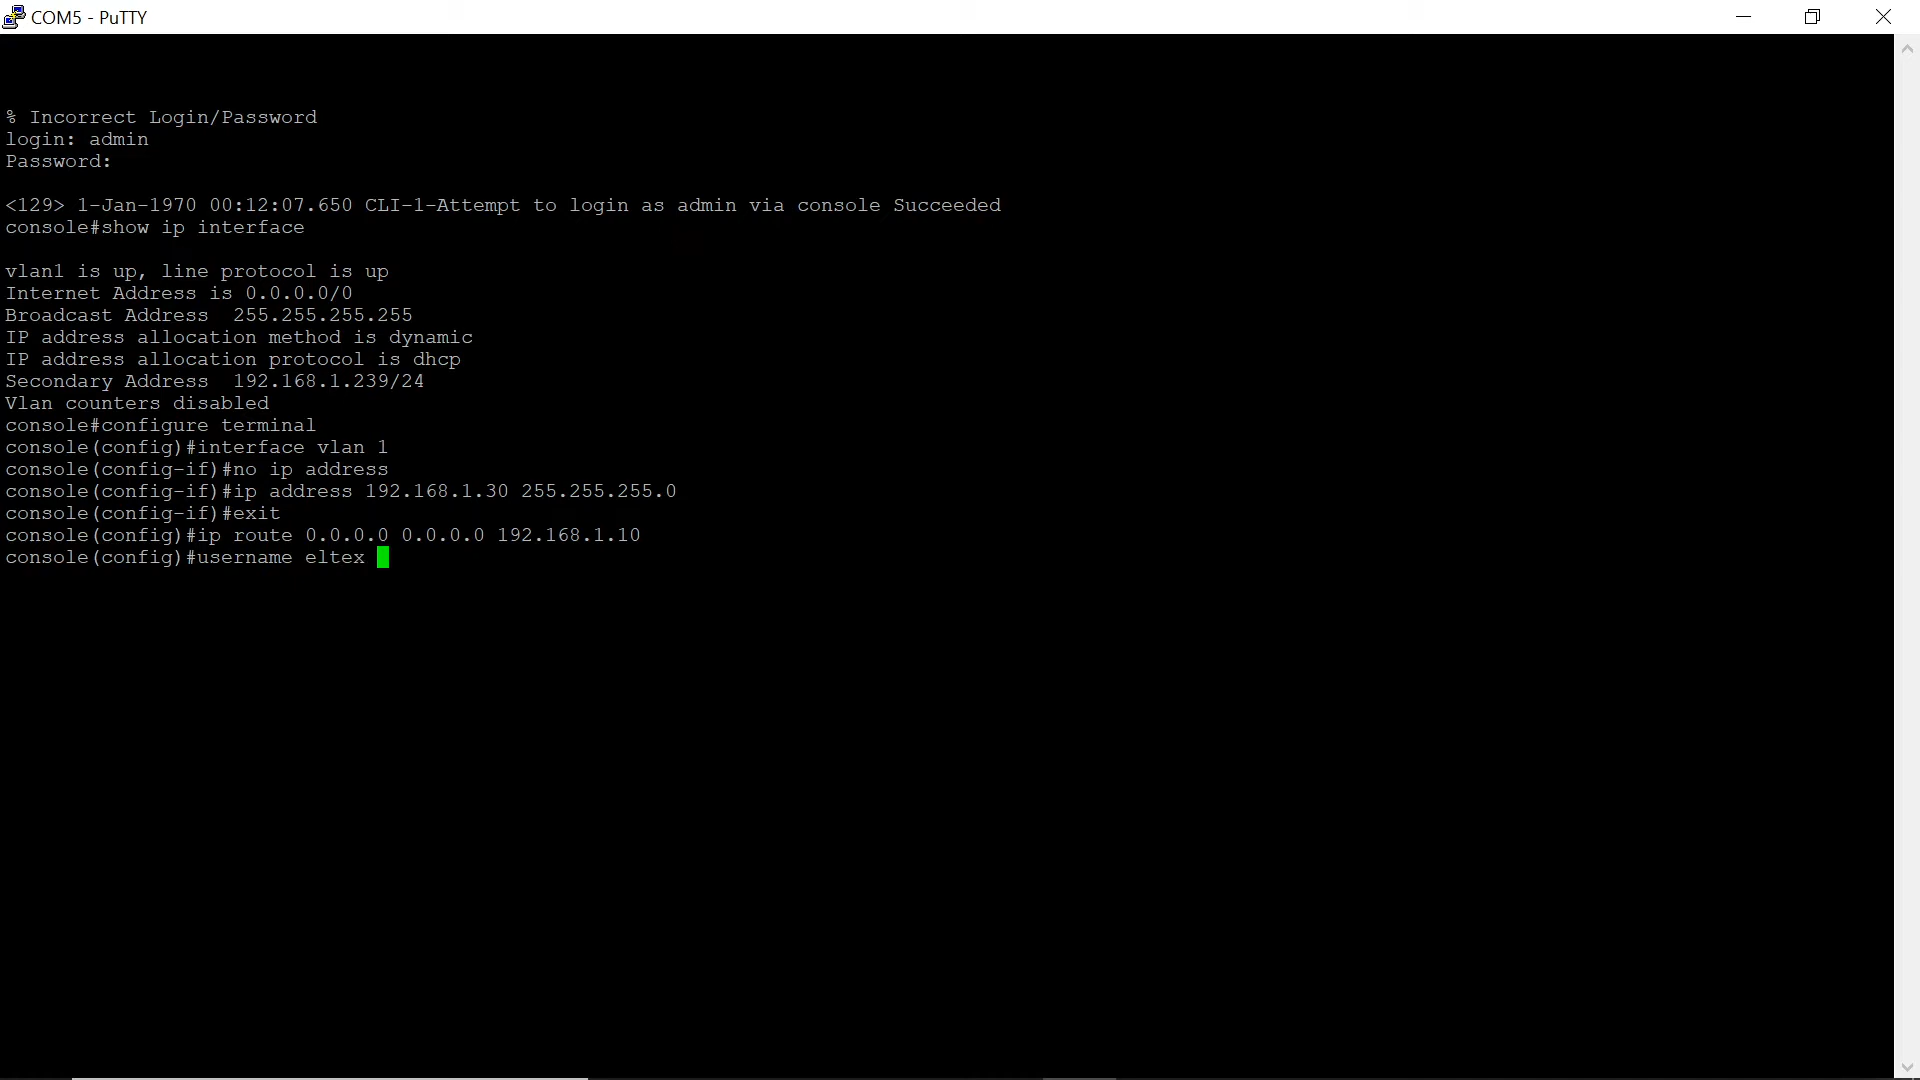 COM5 - PuTTY
% Incorrect Login/Password
login: admin
Password:
<129> 1-Jan-1970 00:12:07.650 CLI-1-Attempt to login as admin via console Succeeded
console#show ip interface
vlan1 is up, line protocol is up
Internet Address is 0.0.0.0/0
Broadcast Address  255.255.255.255
IP address allocation method is dynamic
IP address allocation protocol is dhcp
Secondary Address  192.168.1.239/24
Vlan counters disabled
console#configure terminal
console(config)#interface vlan 1
console(config-if)#no ip address
console(config-if)#ip address 192.168.1.30 255.255.255.0
console(config-if)#exit
console(config)#ip route 0.0.0.0 0.0.0.0 192.168.1.10
console(config)#username eltex